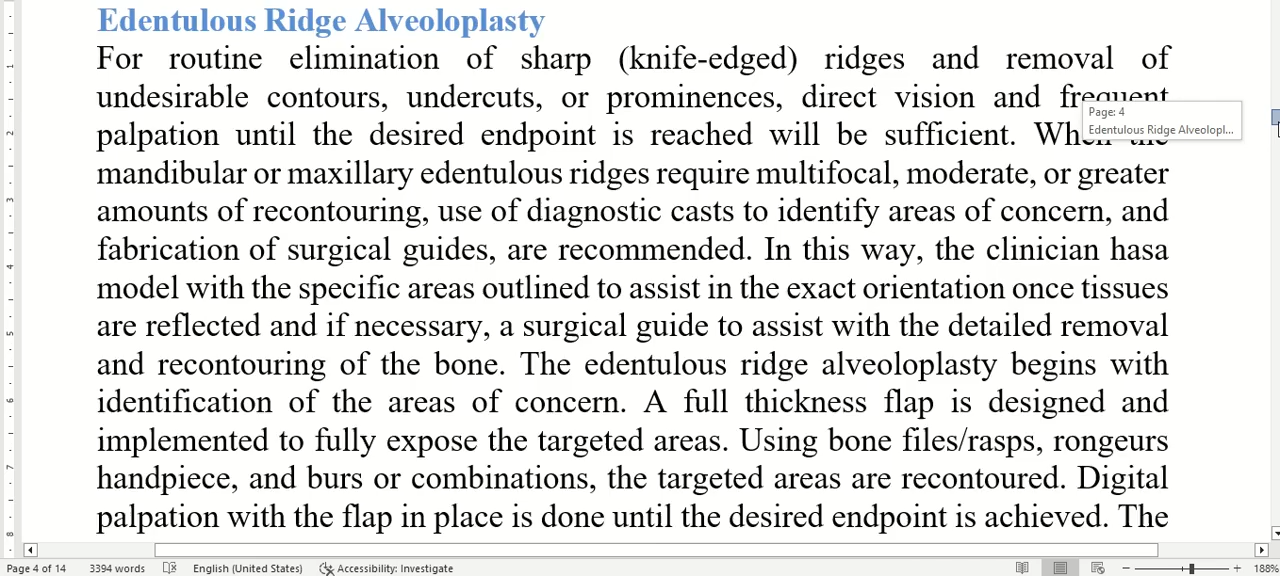 Edentulous Ridge Alveoloplasty
For routine elimination of sharp (knife-edged) ridges and removal of
undesirable contours, undercuts, or prominences, direct vision and frequent
Page: 4
Edentulous Ridge Alveolopl...
palpation until the desired endpoint is reached will be sufficient. When the
mandibular or maxillary edentulous ridges require multifocal, moderate, or greater
amounts of recontouring, use of diagnostic casts to identify areas of concern, and
fabrication of surgical guides, are recommended. In this way, the clinician hasa
model with the specific areas outlined to assist in the exact orientation once tissues
are reflected and if necessary, a surgical guide to assist with the detailed removal
and recontouring of the bone. The edentulous ridge alveoloplasty begins with
identification of the areas of concern. A full thickness flap is designed and
implemented to fully expose the targeted areas. Using bone files/rasps, rongeurs
handpiece, and burs or combinations, the targeted areas are recontoured. Digital
palpation with the flap in place is done until the desired endpoint is achieved. The
Page 4 of 14 3394 words English (United States) Accessibility: Investigate 188%